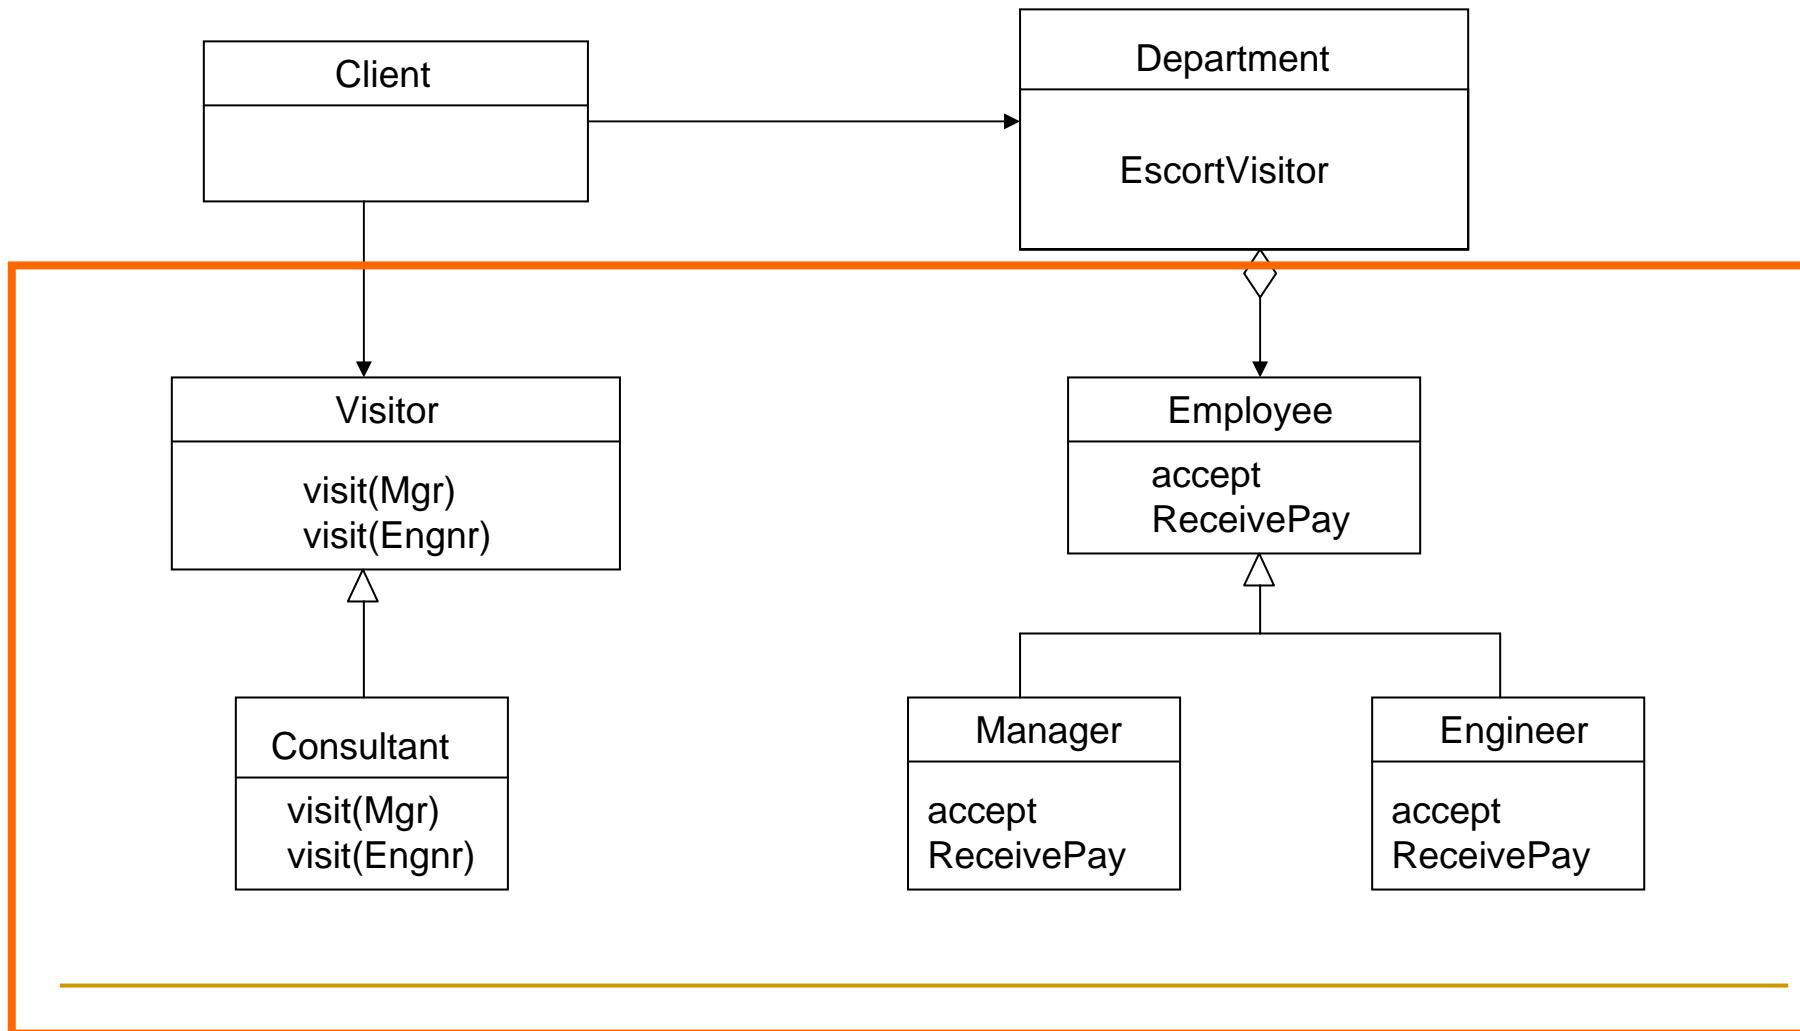 Client
Department
EscortVisitor
Visitor
visit(Mgr)
visit(Engnr)
Employee
accept
ReceivePay
Consultant
visit(Mgr)
visit(Engnr)
Manager
accept
ReceivePay
Engineer
accept
ReceivePay